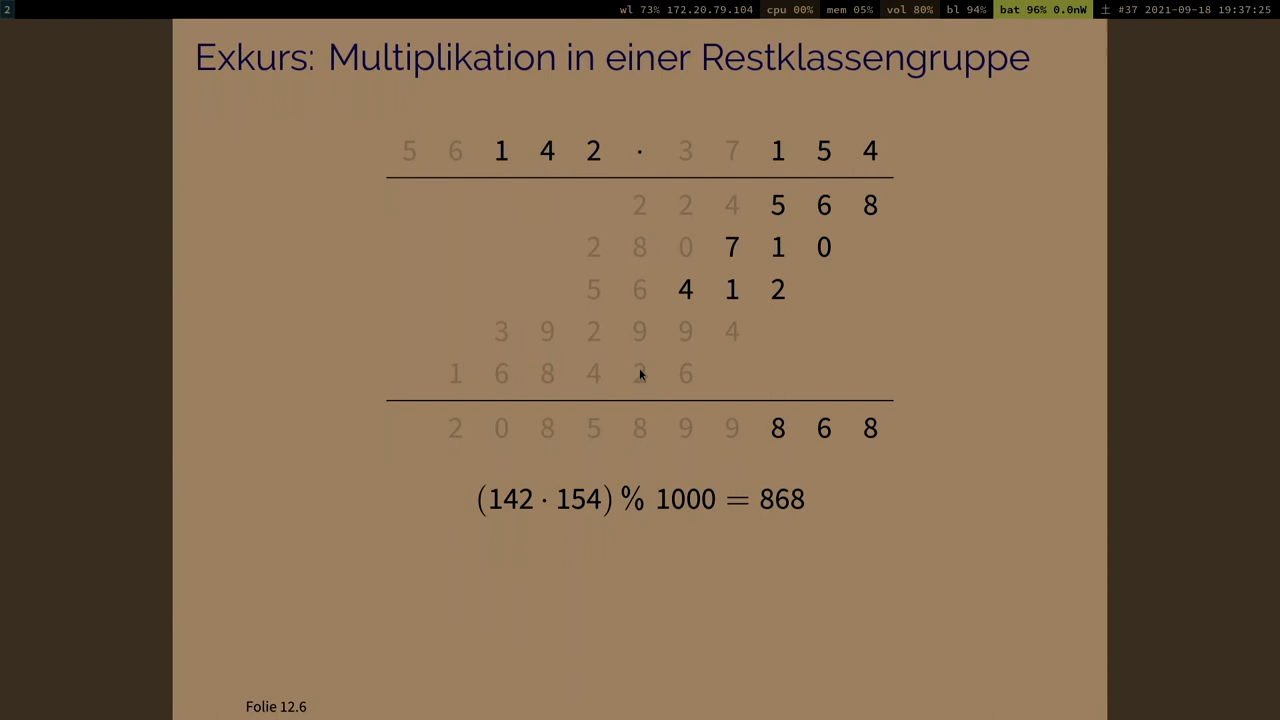 2 wl 73% 172.20.79.104 cpu 00% mem 05% vol 80% bl 94% bat 96% 0.0nW 土 #37 2021-09-18 19:37:25
Exkurs: Multiplikation in einer Restklassengruppe
5 6 1 4 2 · 3 7 1 5 4
2 2 4 5 6 8
2 8 0 7 1 0
5 6 4 1 2
3 9 2 9 9 4
1 6 8 4 2 6
2 0 8 5 8 9 9 8 6 8
(142 · 154) % 1000 = 868
Folie 12.6